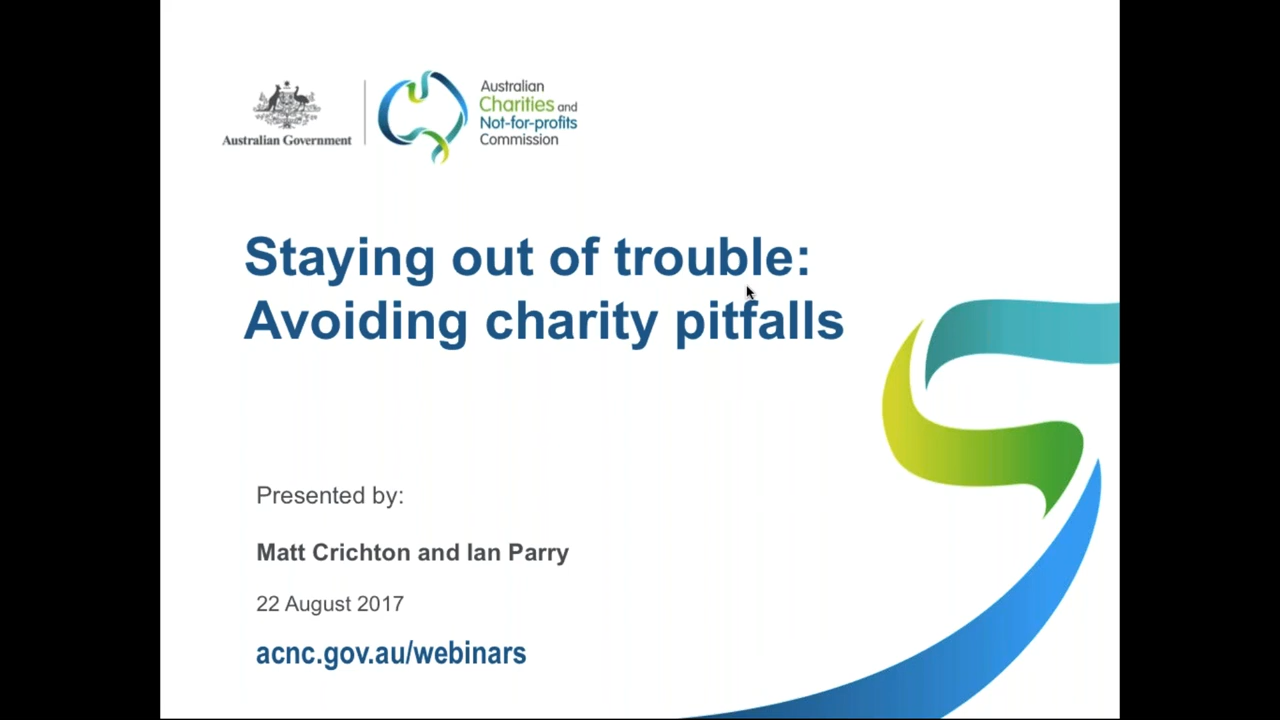 Australian Government
Australian
Charities and
Not-for-profits
Commission
Staying out of trouble:
Avoiding charity pitfalls
Presented by:
Matt Crichton and Ian Parry
22 August 2017
acnc.gov.au/webinars